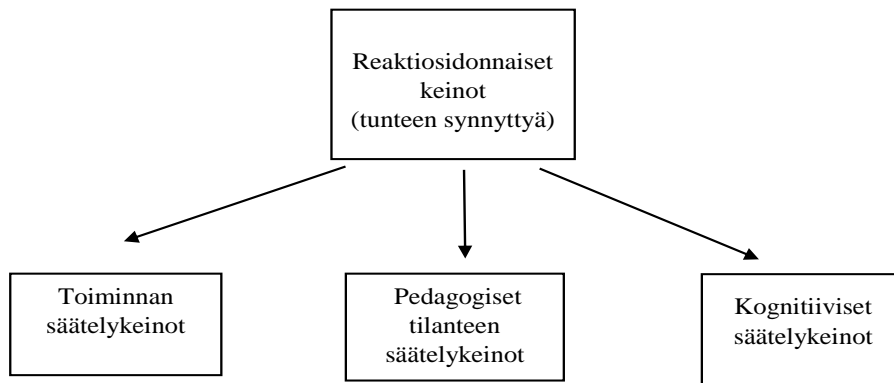 Reaktiosidonnaiset
keinot
(tunteen synnyttyä)
Toiminnan
säätelykeinot
Pedagogiset
tilanteen
säätelykeinot
Kognitiiviset
säätelykeinot